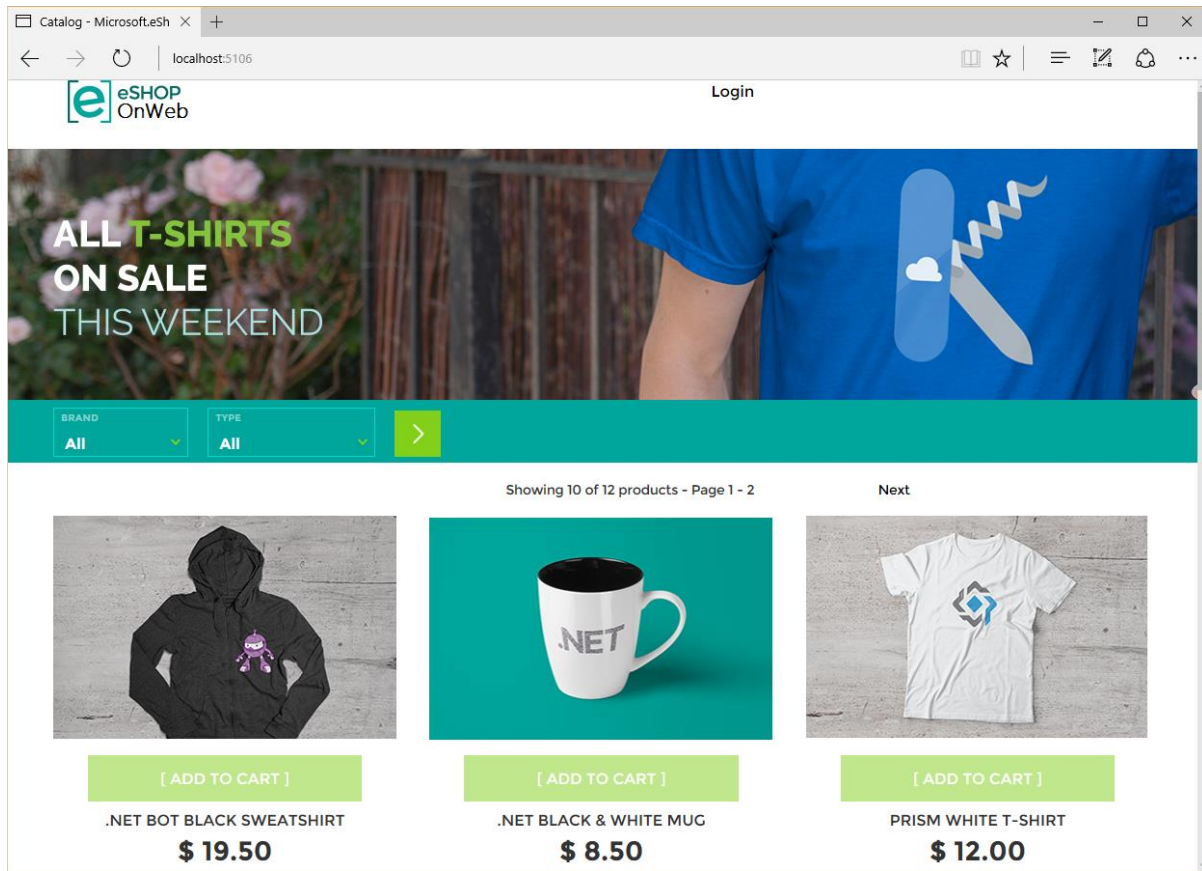 Catalog - Microsoft.eSh
localhost:5106
eSHOP
OnWeb
Login
ALL T-SHIRTS
ON SALE
THIS WEEKEND
BRAND
All
TYPE
All
Showing 10 of 12 products - Page 1 - 2
Next
.NET
[ ADD TO CART ]
[ ADD TO CART ]
[ ADD TO CART ]
.NET BOT BLACK SWEATSHIRT
.NET BLACK & WHITE MUG
PRISM WHITE T-SHIRT
$ 19.50
$ 8.50
$ 12.00